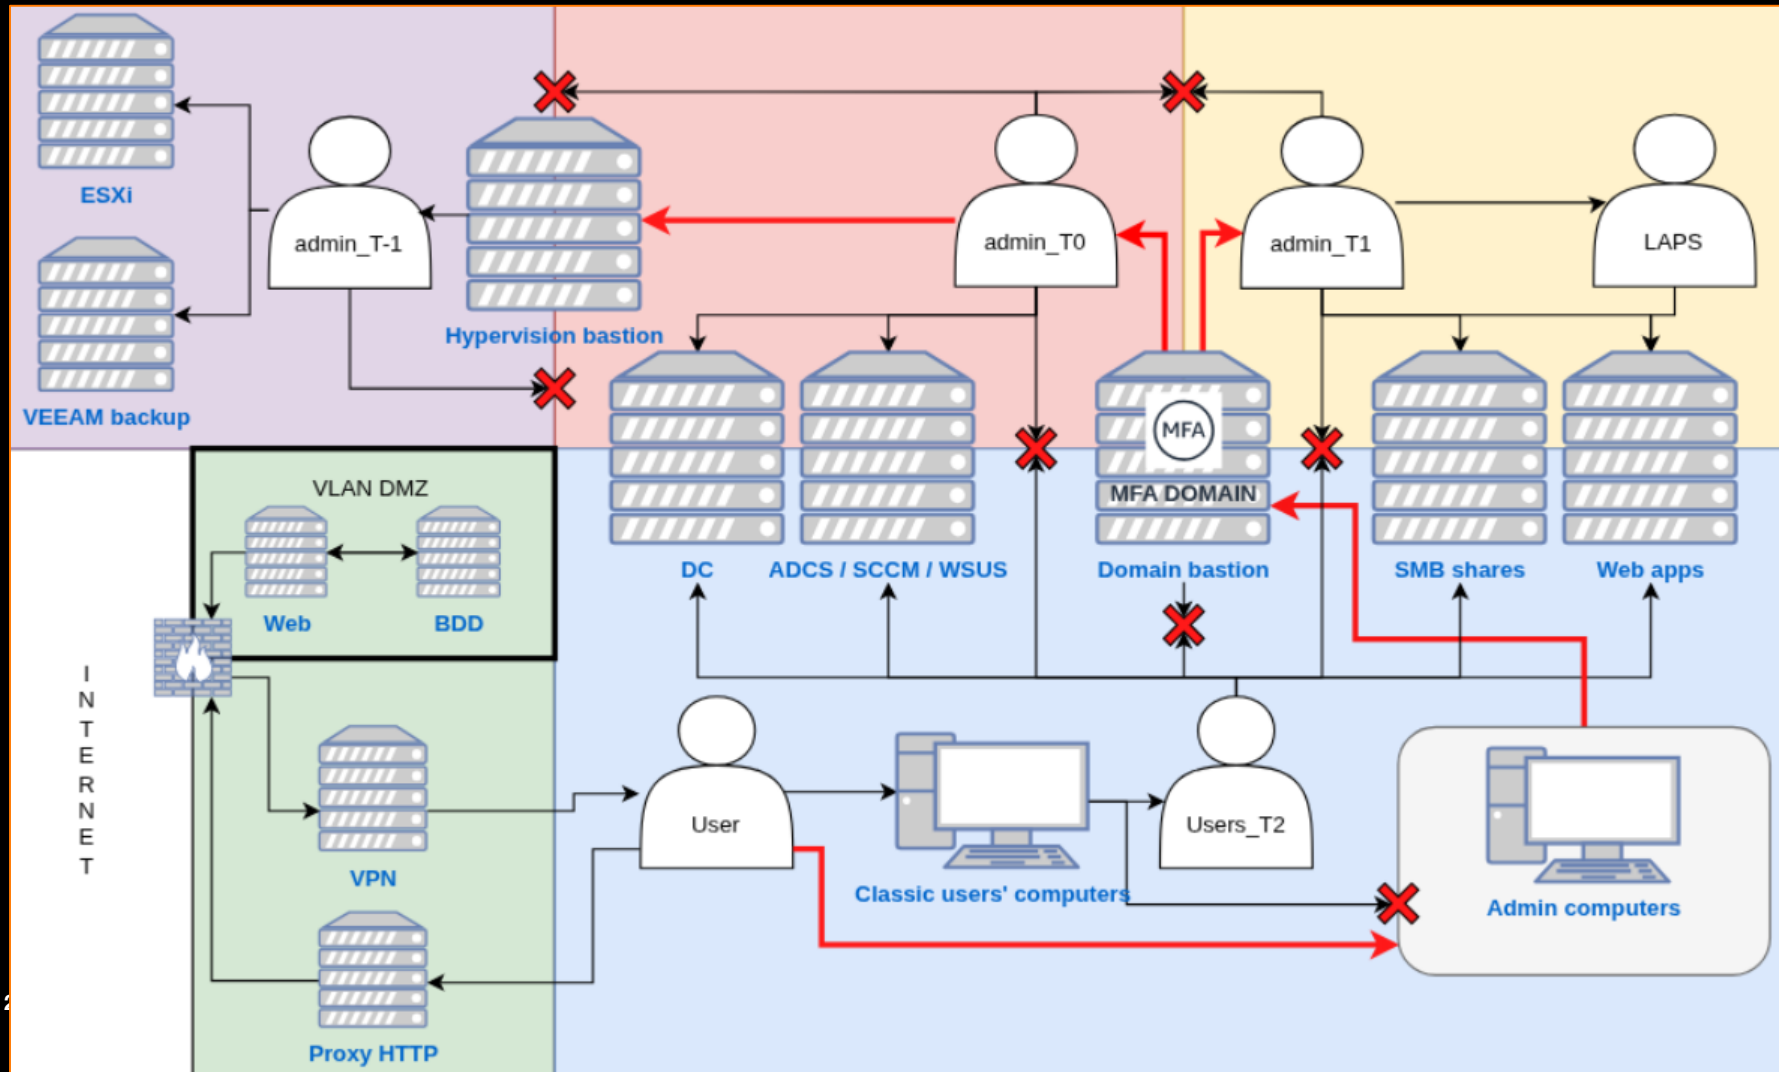 ESXi
admin_T-1
VEEAM backup
Hypervision bastion
admin_T0
admin_T1
LAPS
MFA
MFA DOMAIN
DC
ADCS / SCCM / WSUS
Domain bastion
SMB shares
Web apps
VLAN DMZ
Web
BDD
INTERNET
VPN
Proxy HTTP
User
Classic users' computers
Users_T2
Admin computers